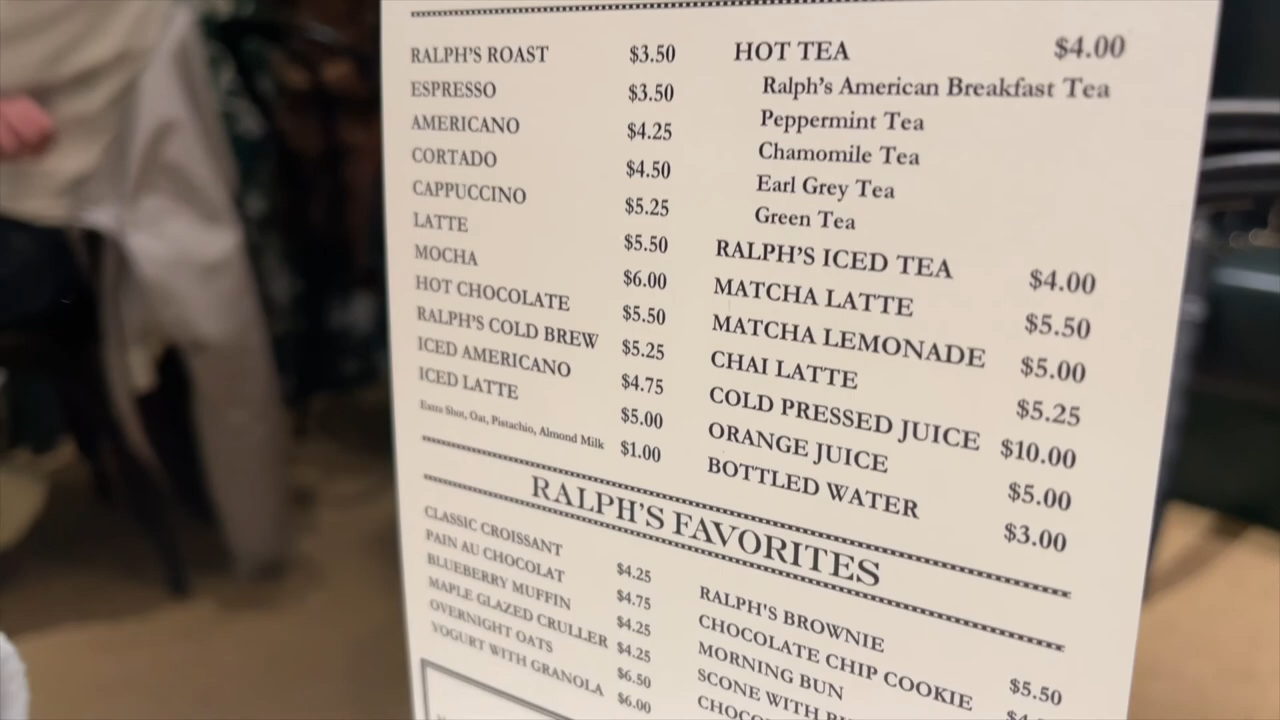 RALPH'S ROAST $3.50
ESPRESSO $3.50
AMERICANO $4.25
CORTADO $4.50
CAPPUCCINO $5.25
LATTE $5.50
MOCHA $6.00
HOT CHOCOLATE $5.50
RALPH'S COLD BREW $5.25
ICED AMERICANO $4.75
ICED LATTE $5.00
Extra Shot, Oat, Pistachio, Almond Milk $1.00
HOT TEA $4.00
Ralph's American Breakfast Tea
Peppermint Tea
Chamomile Tea
Earl Grey Tea
Green Tea
RALPH'S ICED TEA $4.00
MATCHA LATTE $5.50
MATCHA LEMONADE $5.00
CHAI LATTE $5.25
COLD PRESSED JUICE $10.00
ORANGE JUICE $5.00
BOTTLED WATER $3.00
RALPH'S FAVORITES
CLASSIC CROISSANT $4.25
PAIN AU CHOCOLAT $4.75
BLUEBERRY MUFFIN $4.25
MAPLE GLAZED CRULLER $4.25
OVERNIGHT OATS $6.50
YOGURT WITH GRANOLA $6.00
RALPH'S BROWNIE $5.50
CHOCOLATE CHIP COOKIE
MORNING BUN
SCONE WITH